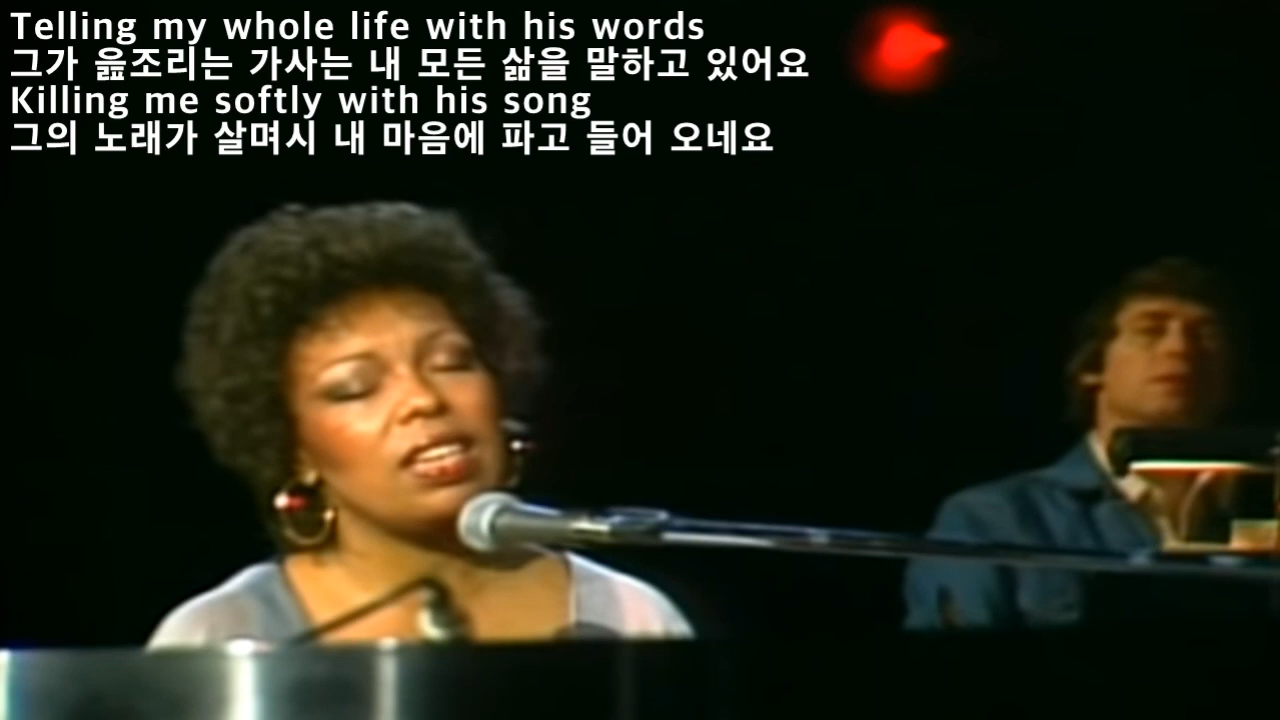 Telling my whole life with his words
그가 읊조리는 가사는 내 모든 삶을 말하고 있어요
Killing me softly with his song
그의 노래가 살며시 내 마음에 파고 들어 오네요